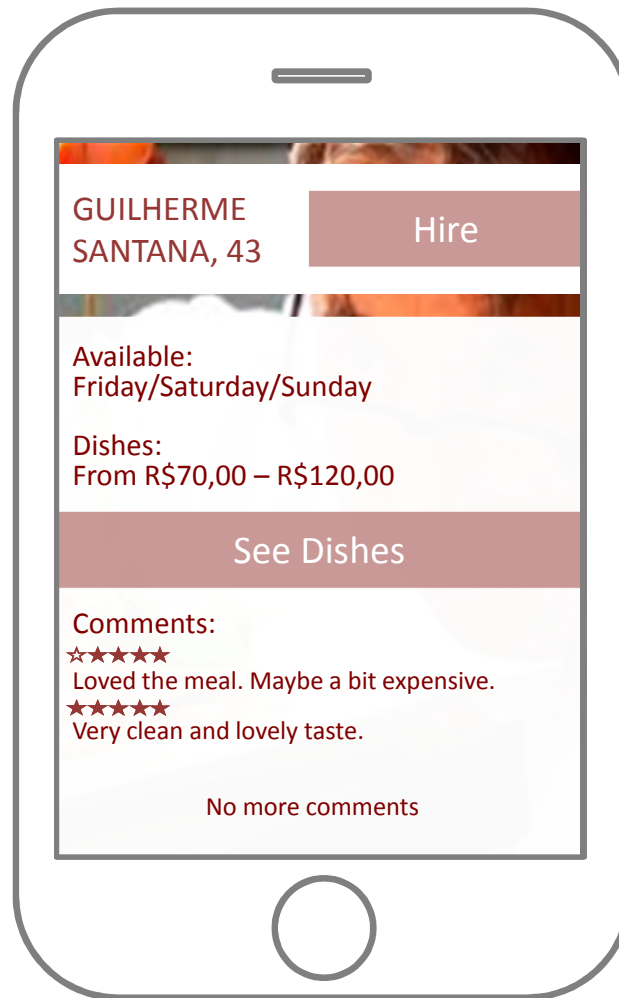 GUILHERME
SANTANA, 43
Hire
Available:
Friday/Saturday/Sunday
Dishes:
From R$70,00 – R$120,00
See Dishes
Comments:
☆★★★★
Loved the meal. Maybe a bit expensive.
★★★★★
Very clean and lovely taste.
No more comments